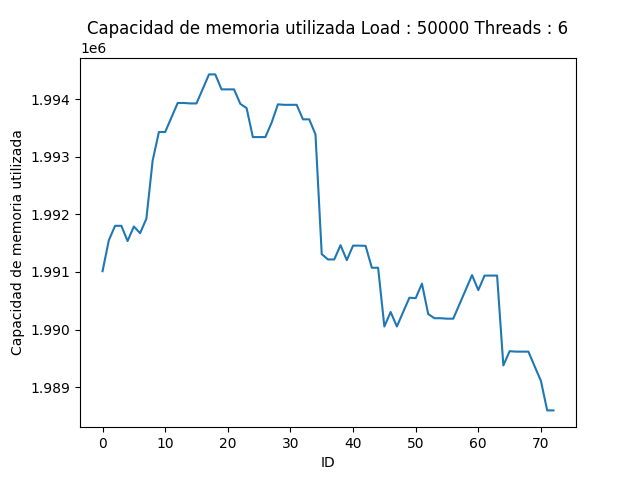 Capacidad de memoria utilizada Load : 50000 Threads : 6
1e6
1.994
1.993
1.992
1.991
1.990
1.989
Capacidad de memoria utilizada
0 10 20 30 40 50 60 70
ID